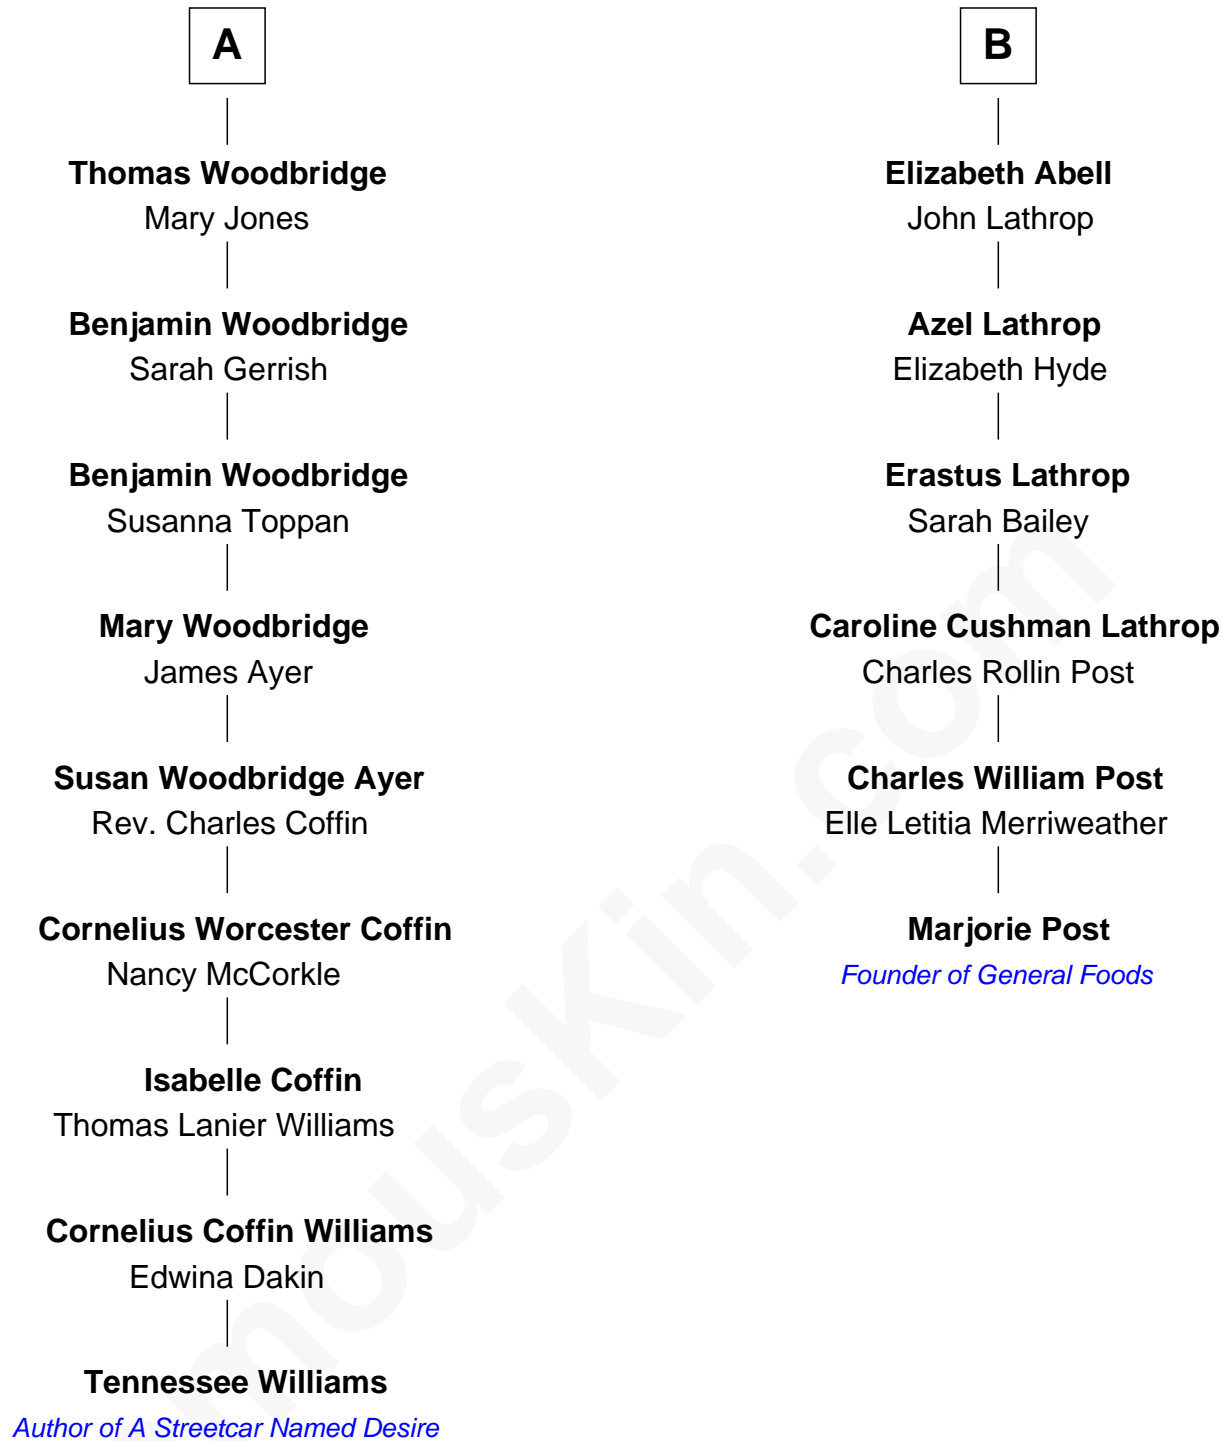 A
Thomas Woodbridge
Mary Jones
Benjamin Woodbridge
Sarah Gerrish
Benjamin Woodbridge
Susanna Toppan
Mary Woodbridge
James Ayer
Susan Woodbridge Ayer
Rev. Charles Coffin
Cornelius Worcester Coffin
Nancy McCorkle
Isabelle Coffin
Thomas Lanier Williams
Cornelius Coffin Williams
Edwina Dakin
Tennessee Williams
Author of A Streetcar Named Desire
B
Elizabeth Abell
John Lathrop
Azel Lathrop
Elizabeth Hyde
Erastus Lathrop
Sarah Bailey
Caroline Cushman Lathrop
Charles Rollin Post
Charles William Post
Elle Letitia Merriweather
Marjorie Post
Founder of General Foods
mousKin.com